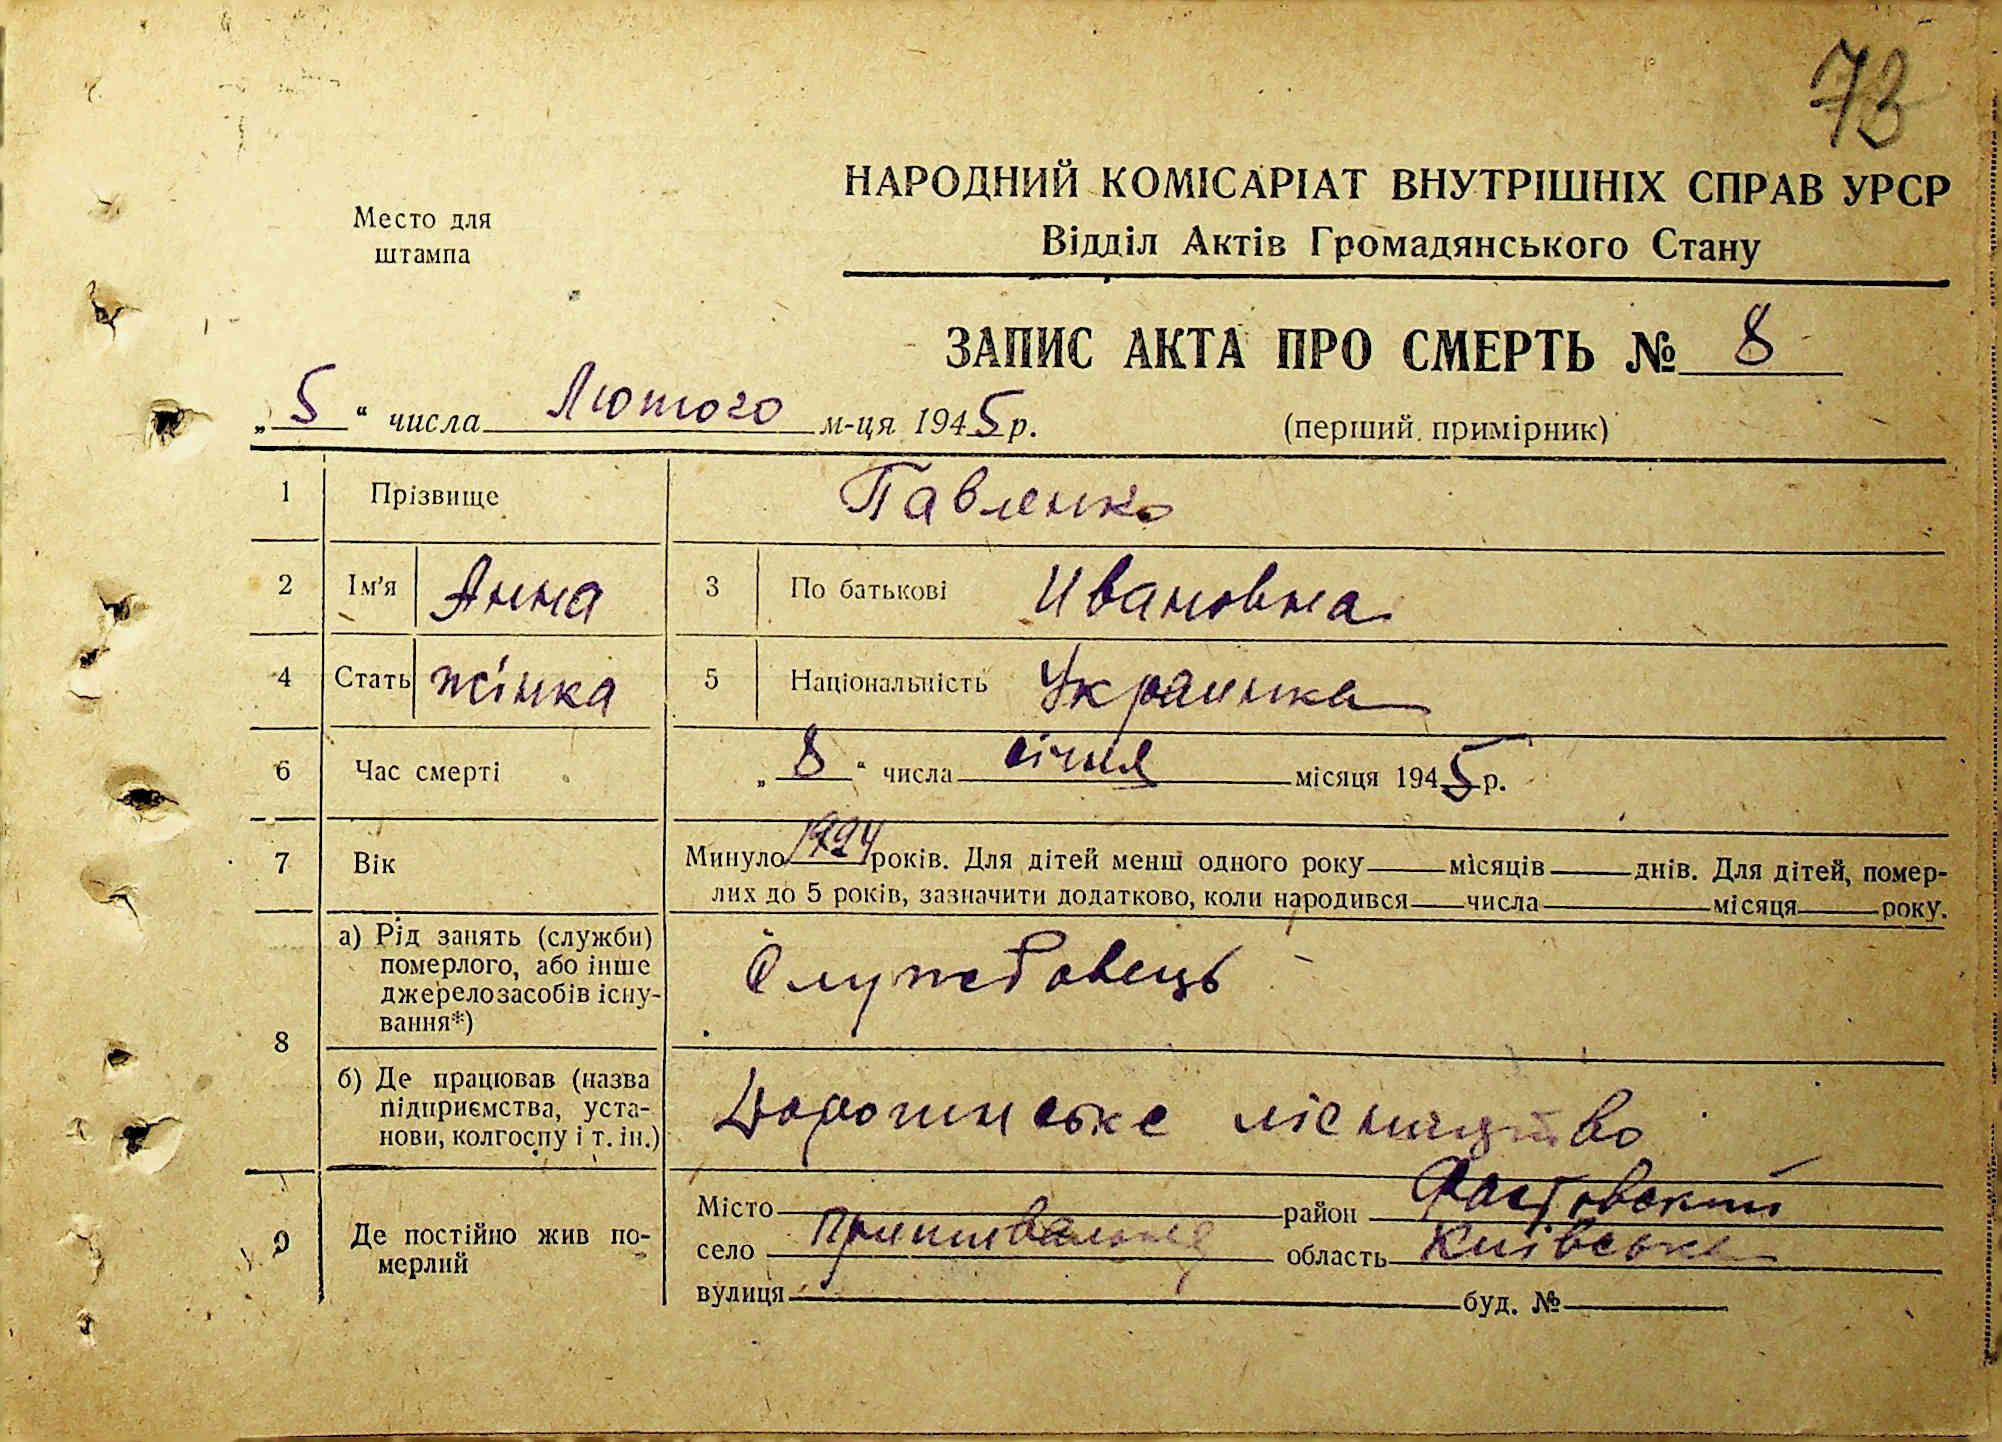 73
НАРОДНИЙ КОМІСАРІАТ ВНУТРІШНІХ СПРАВ УРСР
Відділ Актів Громадянського Стану
Место для
штампа
ЗАПИС АКТА ПРО СМЕРТЬ № 8
„5“ числа Лютого м-ця 1945 р.
(перший примірник)
1 Прізвище Павленко
2 Ім'я Анна 3 По батькові Ивановна
4 Стать жінка 5 Національність Украинка
6 Час смерті „8“ числа січня місяця 1945 р.
7 Вік Минуло 1924 років. Для дітей менш одного року місяців днів. Для дітей, помер-
лих до 5 років, зазначити додатково, коли народився числа місяця року.
8 а) Рід занять (служби)
померлого, або інше
джерело засобів існу-
вання*)
Службовець
б) Де працював (назва
підприємства, уста-
нови, колгоспу і т. ін.)
Дорогинське лісництво
9 Де постійно жив по-
мерлий
Місто район Фастовский
село область Київська
вулиця буд. №